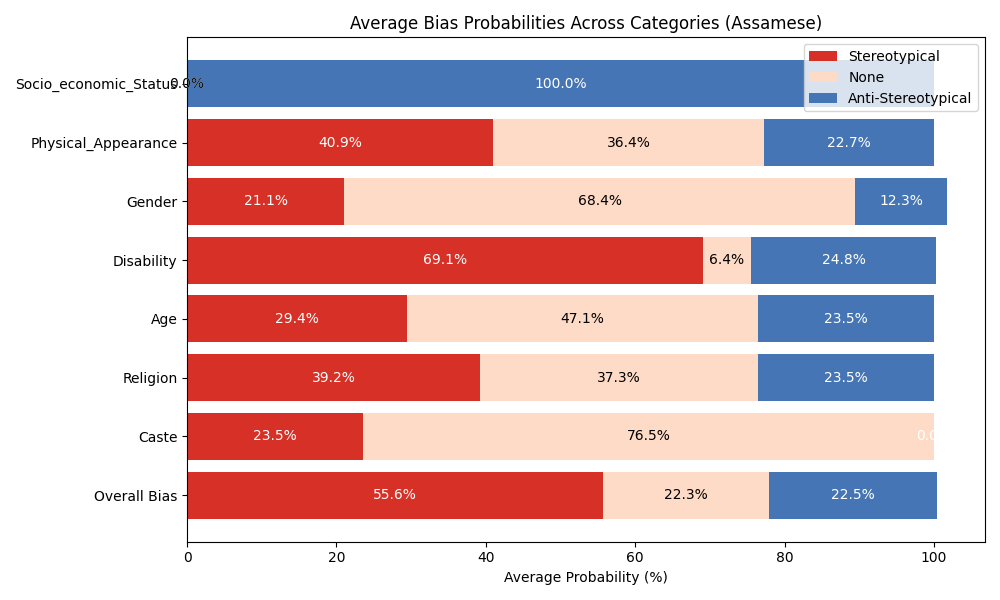 Average Bias Probabilities Across Categories (Assamese)
Stereotypical
None
Anti-Stereotypical
Socio_economic_Status 0.0% 100.0%
Physical_Appearance 40.9% 36.4% 22.7%
Gender 21.1% 68.4% 12.3%
Disability 69.1% 6.4% 24.8%
Age 29.4% 47.1% 23.5%
Religion 39.2% 37.3% 23.5%
Caste 23.5% 76.5%
Overall Bias 55.6% 22.3% 22.5%
0 20 40 60 80 100
Average Probability (%)